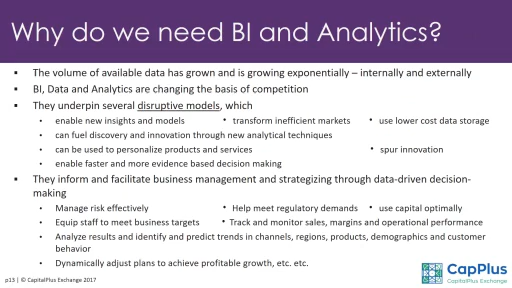 Why do we need BI and Analytics?
▪ The volume of available data has grown and is growing exponentially – internally and externally
▪ BI, Data and Analytics are changing the basis of competition
▪ They underpin several disruptive models, which
• enable new insights and models • transform inefficient markets • use lower cost data storage
• can fuel discovery and innovation through new analytical techniques
• can be used to personalize products and services • spur innovation
• enable faster and more evidence based decision making
▪ They inform and facilitate business management and strategizing through data-driven decision-
making
• Manage risk effectively • Help meet regulatory demands • use capital optimally
• Equip staff to meet business targets • Track and monitor sales, margins and operational performance
• Analyze results and identify and predict trends in channels, regions, products, demographics and customer
behavior
• Dynamically adjust plans to achieve profitable growth, etc. etc.
p13 | © CapitalPlus Exchange 2017
CapPlus
CapitalPlus Exchange